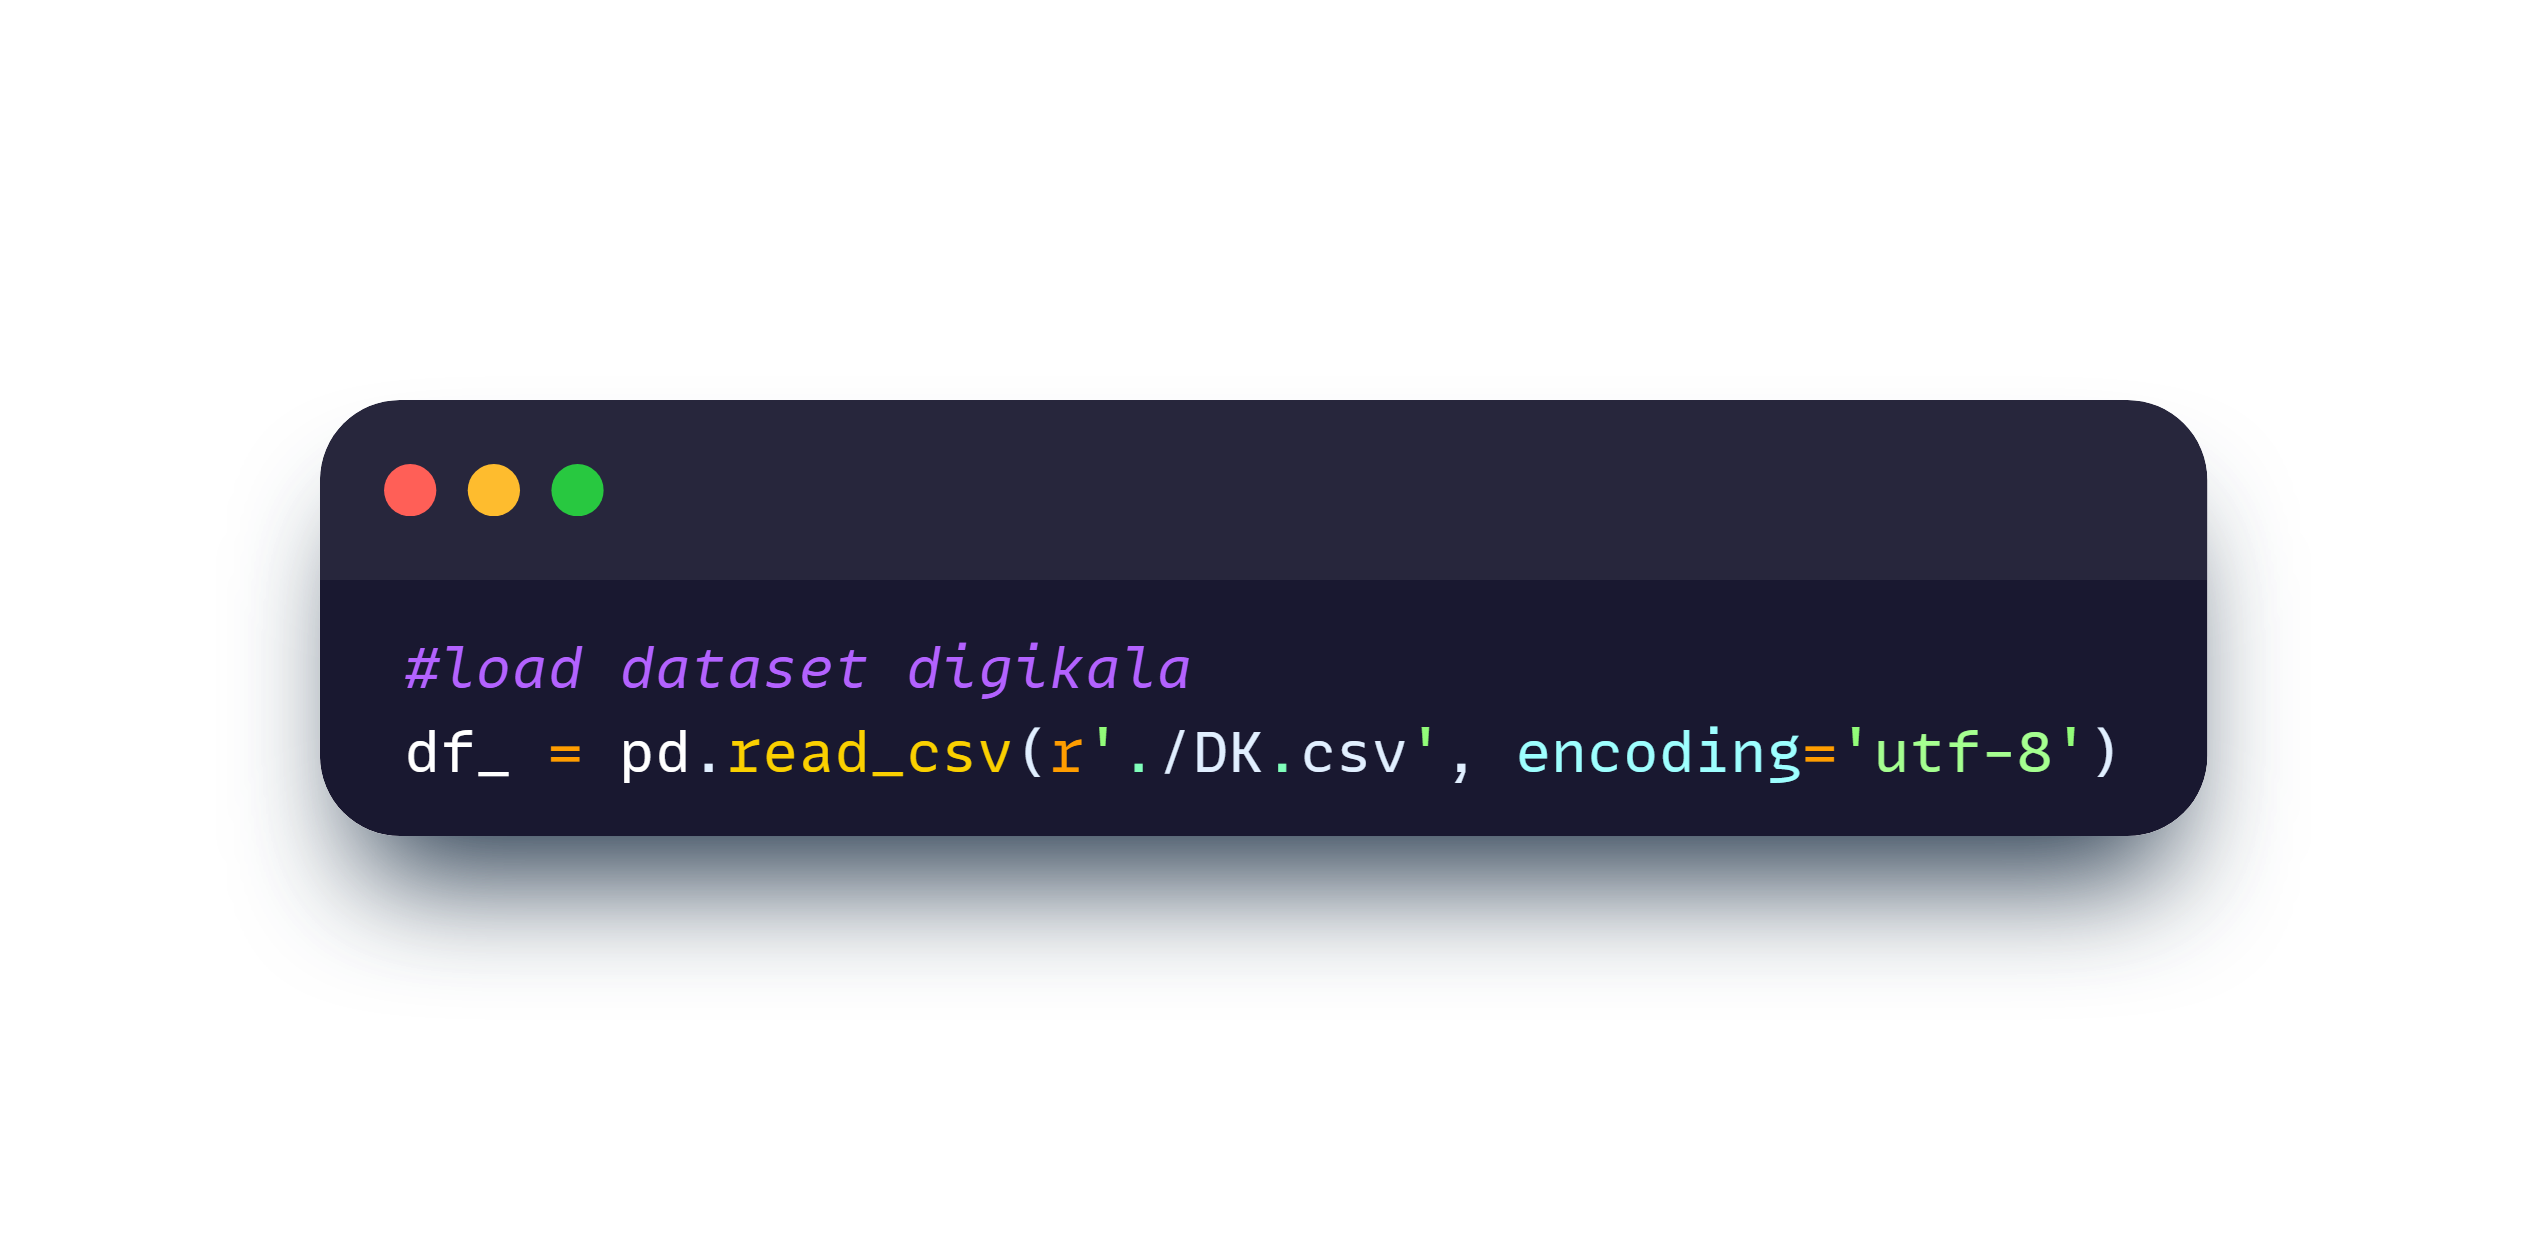 #load dataset digikala
df_ = pd.read_csv(r'./DK.csv', encoding='utf-8')